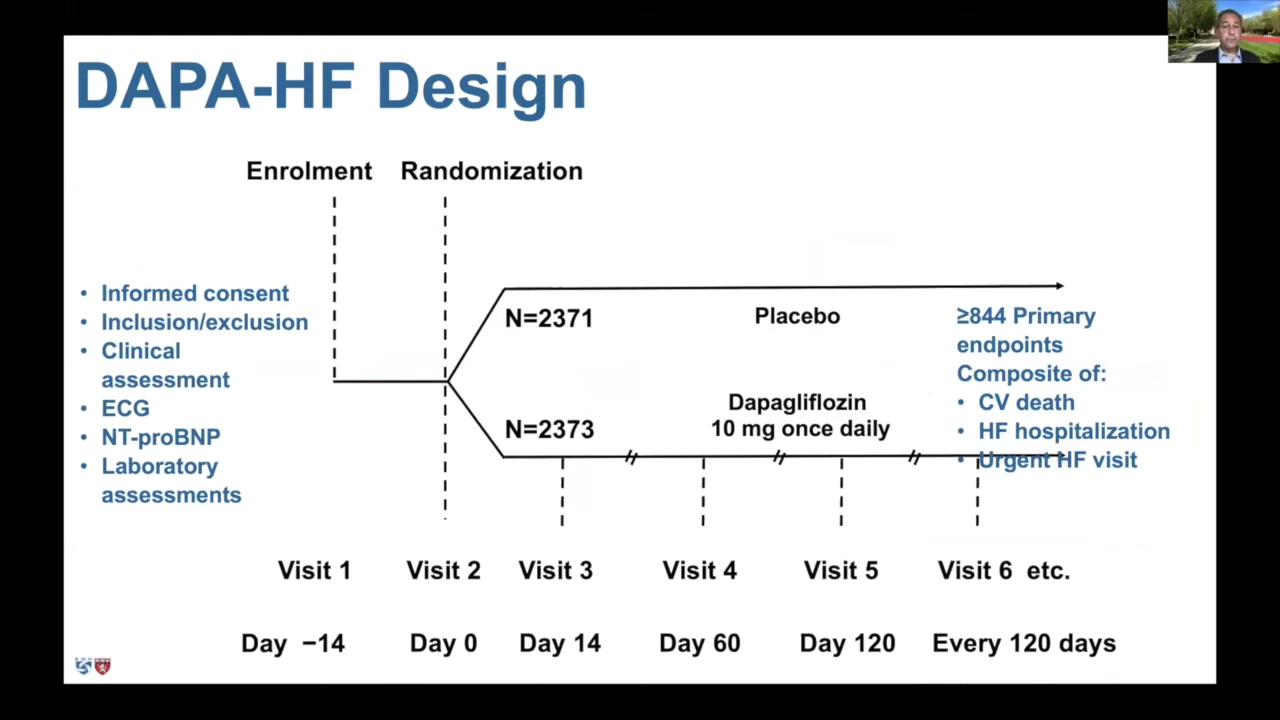 DAPA-HF Design
Enrolment Randomization
• Informed consent
• Inclusion/exclusion
• Clinical
assessment
• ECG
• NT-proBNP
• Laboratory
assessments
N=2371
Placebo
N=2373
Dapagliflozin
10 mg once daily
≥844 Primary
endpoints
Composite of:
• CV death
• HF hospitalization
• Urgent HF visit
Visit 1 Visit 2 Visit 3 Visit 4 Visit 5 Visit 6 etc.
Day −14 Day 0 Day 14 Day 60 Day 120 Every 120 days